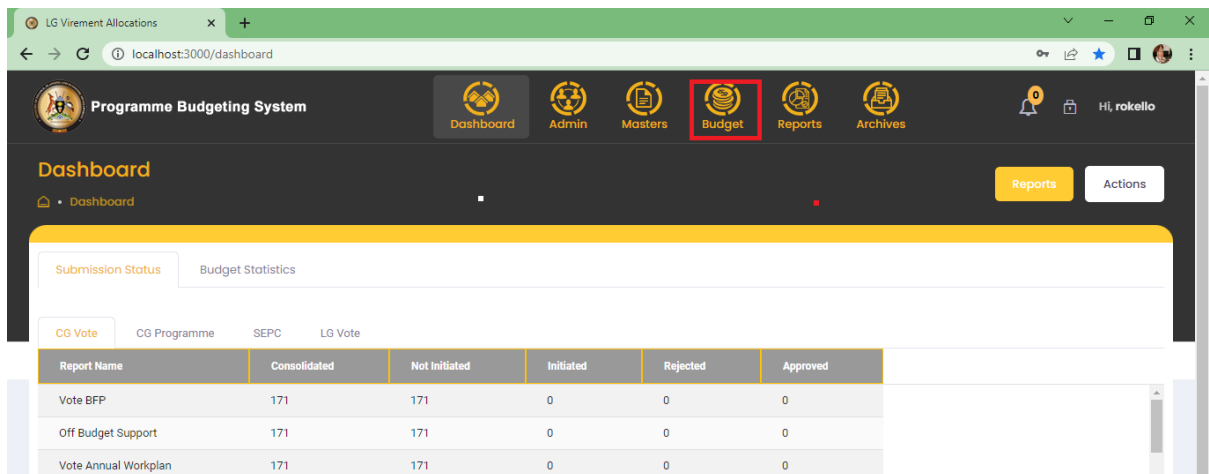 LG Virement Allocations
localhost:3000/dashboard
Programme Budgeting System
Dashboard Admin Masters Budget Reports Archives
0
Hi, rokello
Dashboard
Dashboard
Reports Actions
Submission Status Budget Statistics
CG Vote CG Programme SEPC LG Vote
Report Name Consolidated Not Initiated Initiated Rejected Approved
Vote BFP 171 171 0 0 0
Off Budget Support 171 171 0 0 0
Vote Annual Workplan 171 171 0 0 0